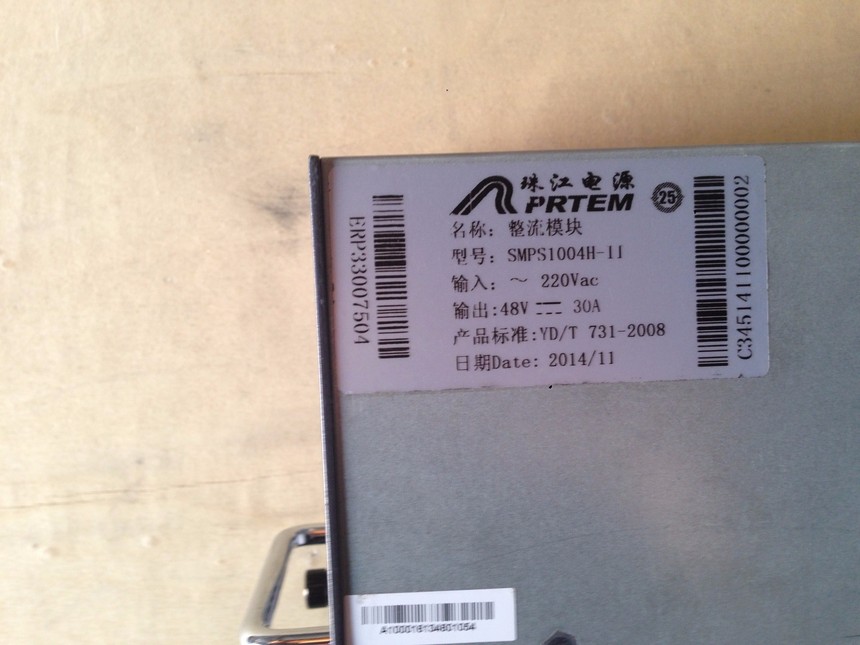 珠江电源
PRTEM
25
名称: 整流模块
型号: SMPS1004H-II
输入: ～ 220Vac
输出:48V 30A
产品标准:YD/T 731-2008
日期Date: 2014/11
ERP33007504
C34514110000002
A100016134601054